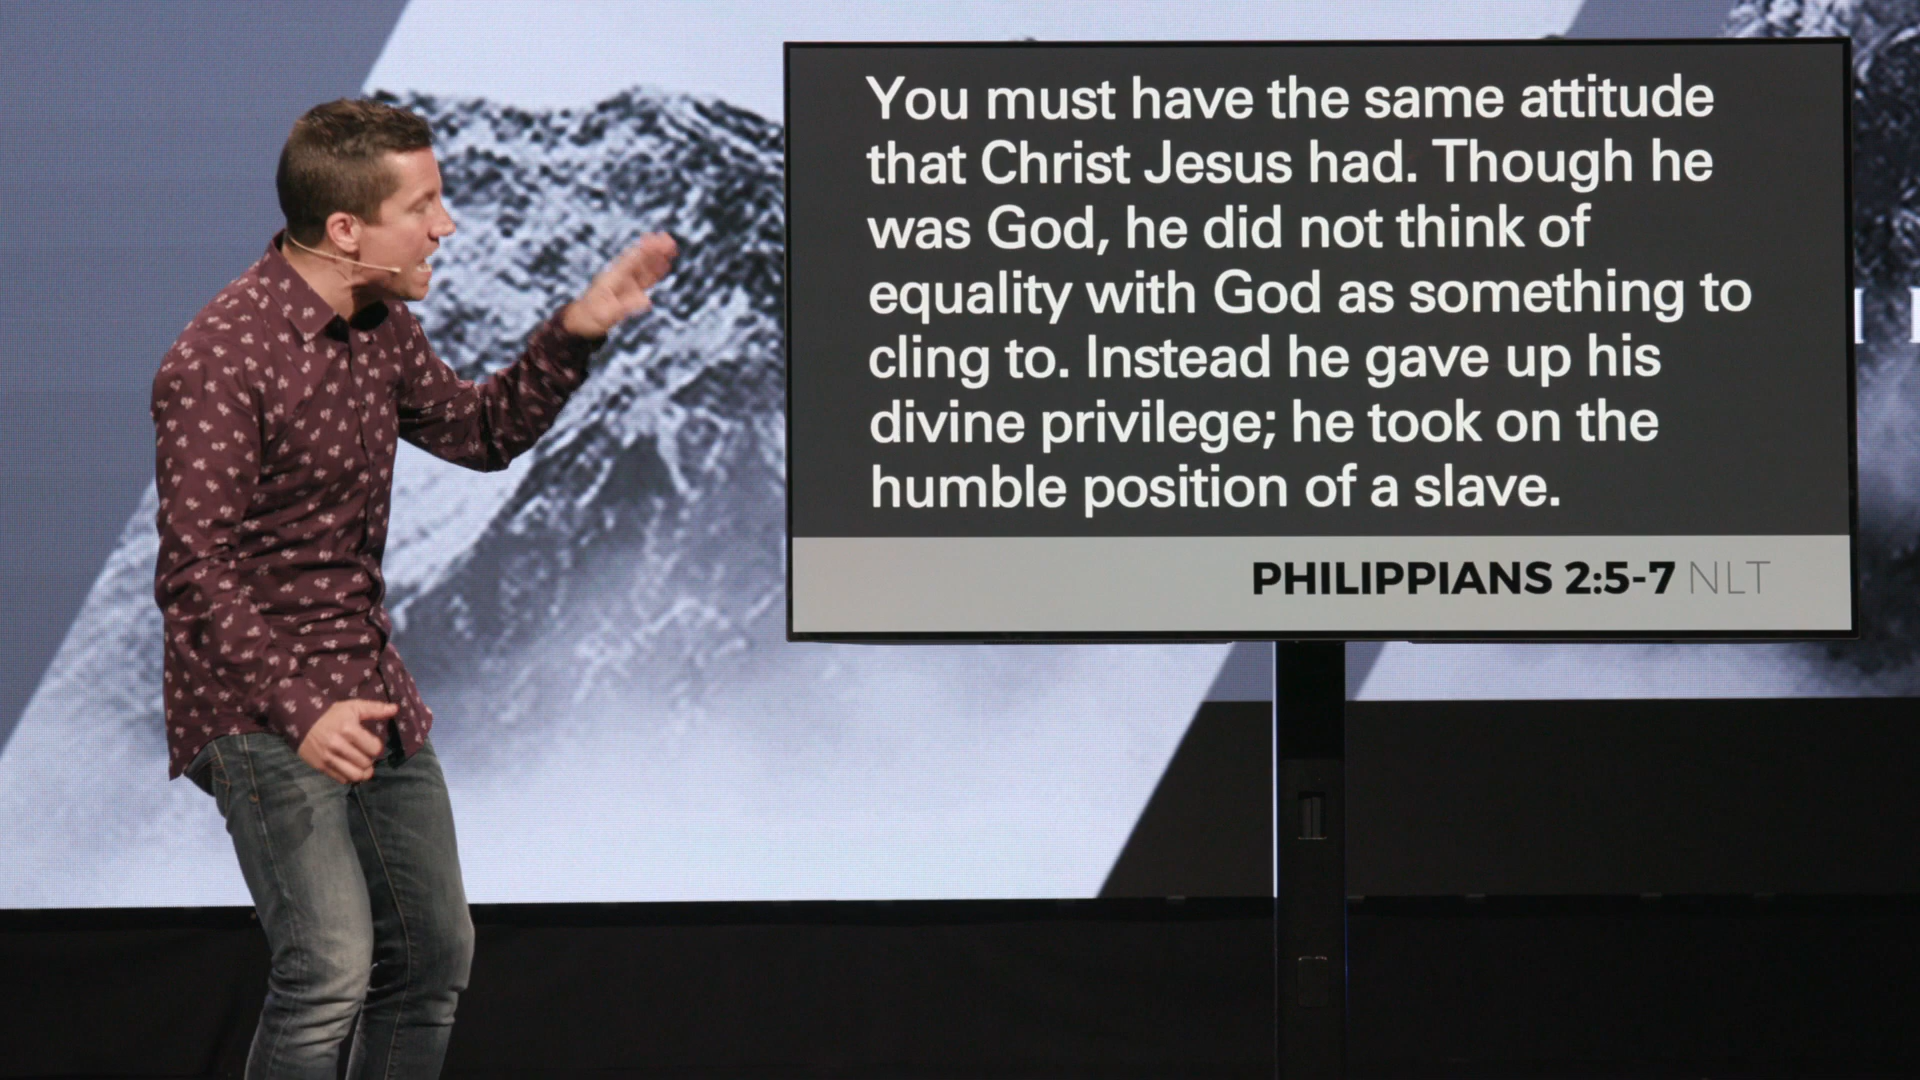 You must have the same attitude
that Christ Jesus had. Though he
was God, he did not think of
equality with God as something to
cling to. Instead he gave up his
divine privilege; he took on the
humble position of a slave.
PHILIPPIANS 2:5-7 NLT